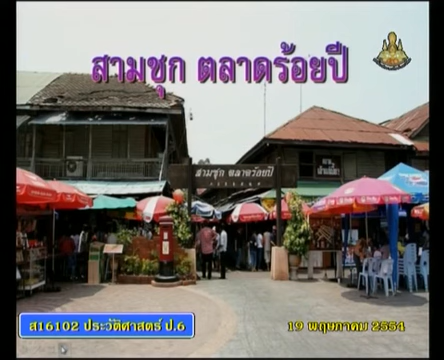 สามชุก ตลาดร้อยปี
สามชุก ตลาดร้อยปี
ส16102 ประวัติศาสตร์ ป.6
19 พฤษภาคม 2554